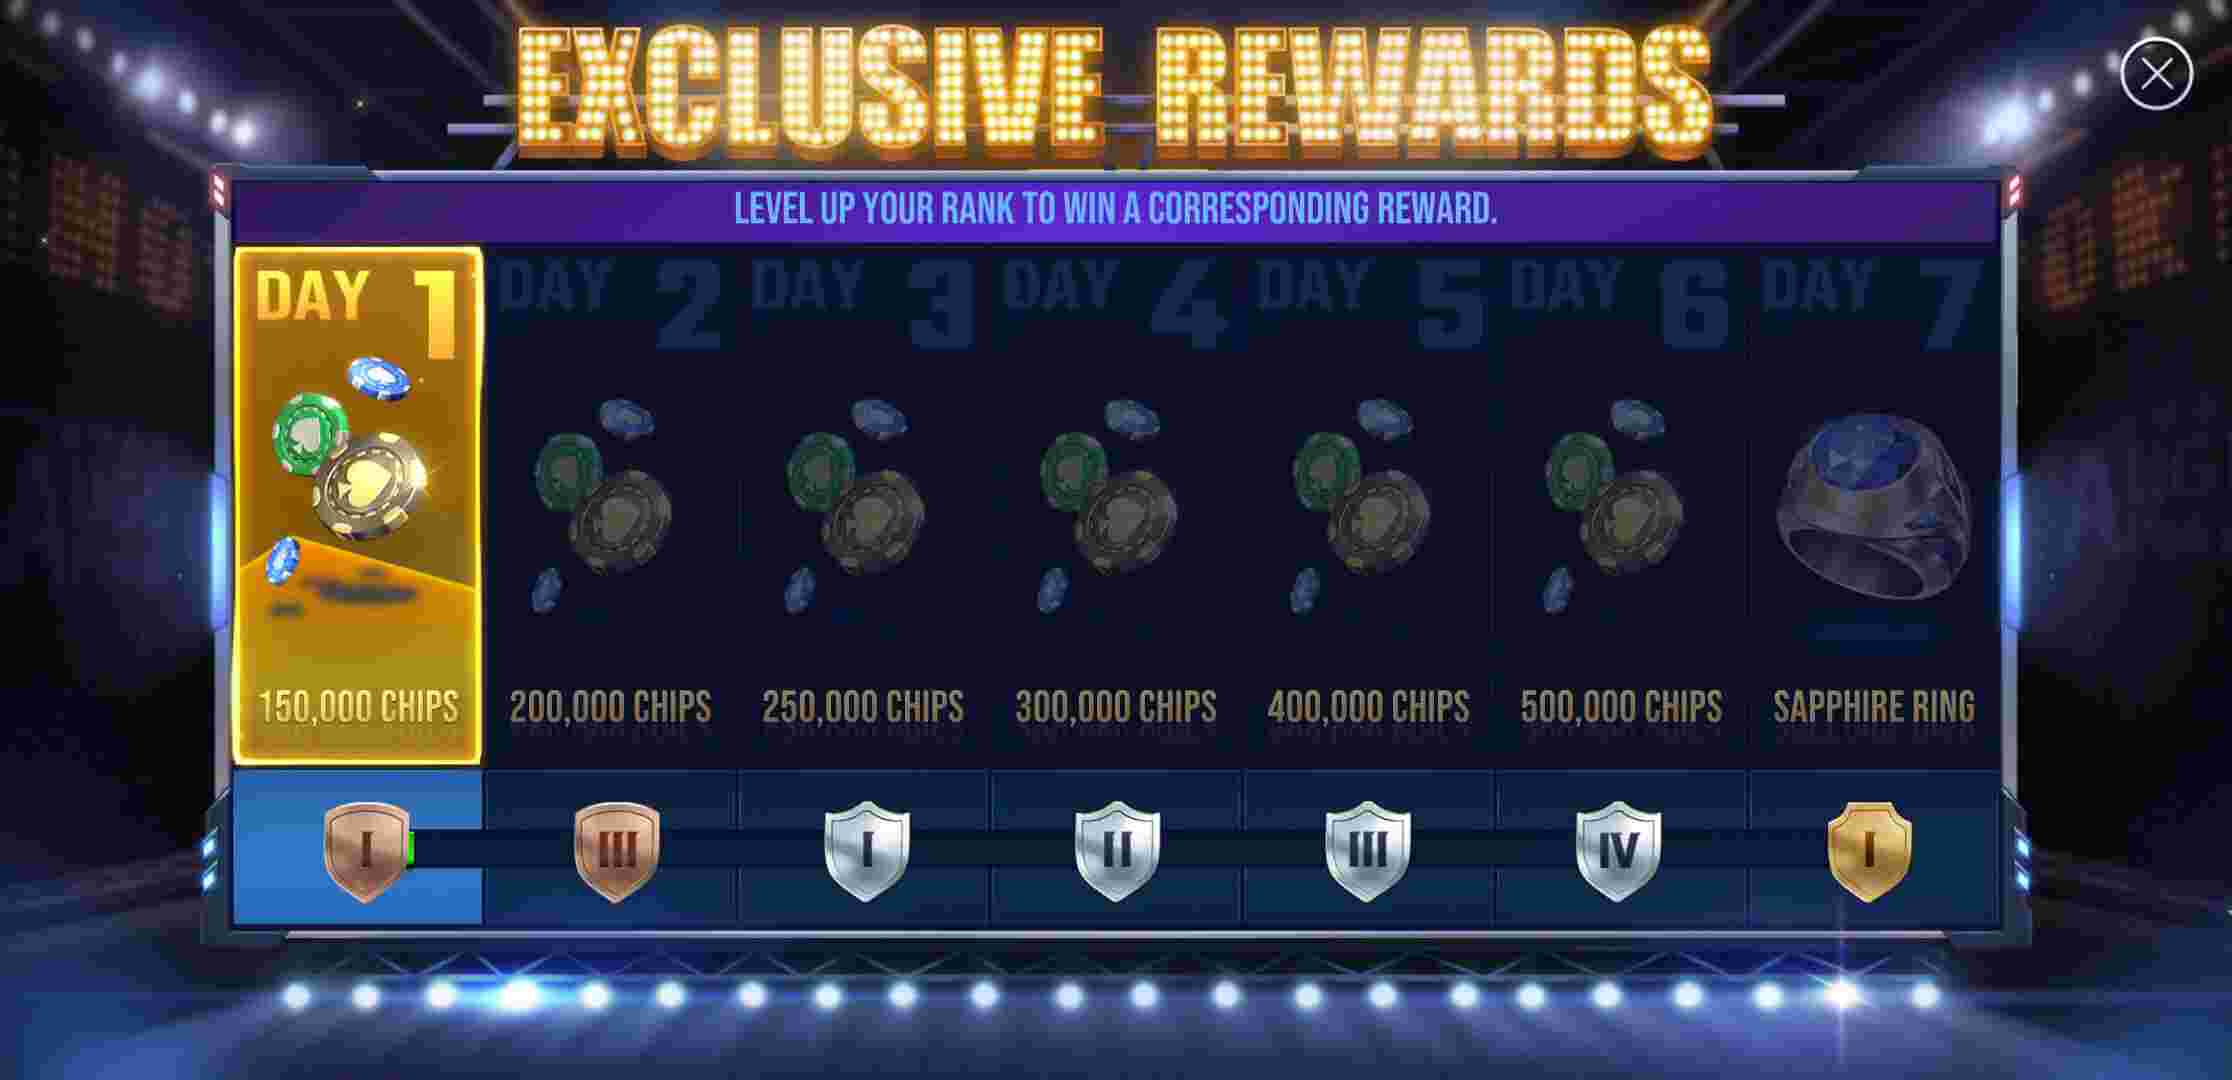 EXCLUSIVE REWARDS
LEVEL UP YOUR RANK TO WIN A CORRESPONDING REWARD.
DAY 1
DAY 2
DAY 3
DAY 4
DAY 5
DAY 6
DAY 7
150,000 CHIPS
200,000 CHIPS
250,000 CHIPS
300,000 CHIPS
400,000 CHIPS
500,000 CHIPS
SAPPHIRE RING
I
III
I
II
III
IV
I